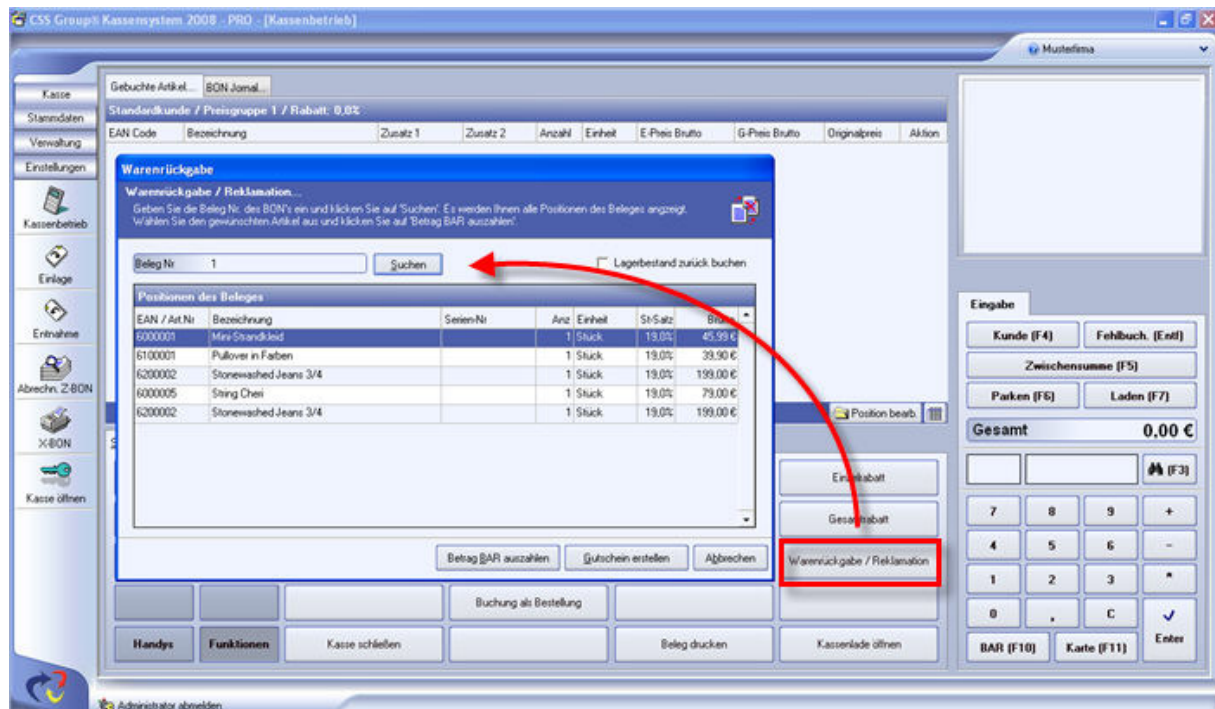 CSS Group® Kassensystem 2008 - PRO - [Kassenbetrieb]
Musterfirma
Kasse
Stammdaten
Verwaltung
Einstellungen
Kassenbetrieb
Einlage
Entnahme
Abrechn. Z-BON
X-BON
Kasse öffnen
Gebuchte Artikel... BON Jornal...
Standardkunde / Preisgruppe 1 / Rabatt: 0,0%
EAN Code Bezeichnung Zusatz 1 Zusatz 2 Anzahl Einheit E-Preis Brutto G-Preis Brutto Originalpreis Aktion
Warenrückgabe
Warenrückgabe / Reklamation...
Geben Sie die Beleg Nr. des BON's ein und klicken Sie auf 'Suchen'. Es werden Ihnen alle Positionen des Beleges angezeigt.
Wählen Sie den gewünschten Artikel aus und klicken Sie auf 'Betrag BAR auszahlen'.
Beleg Nr 1 Suchen Lagerbestand zurück buchen
Positionen des Beleges
EAN / Art.Nr Bezeichnung Serien-Nr Anz Einheit St-Satz Brutto
6000001 Mini-Strandkleid 1 Stück 19,0% 45,99 €
6100001 Pullover in Farben 1 Stück 19,0% 39,90 €
6200002 Stonewashed Jeans 3/4 1 Stück 19,0% 199,00 €
6000005 String Cheri 1 Stück 19,0% 79,00 €
6200002 Stonewashed Jeans 3/4 1 Stück 19,0% 199,00 €
Betrag BAR auszahlen Gutschein erstellen Abbrechen
Position bearb.
Einzelrabatt
Gesamtrabatt
Warenrückgabe / Reklamation
Buchung als Bestellung
Handys Funktionen Kasse schließen Beleg drucken Kassenlade öffnen
Eingabe
Kunde (F4) Fehlbuch. (Entf)
Zwischensumme (F5)
Parken (F6) Laden (F7)
Gesamt 0,00 €
(F3)
7 8 9 +
4 5 6 -
1 2 3 *
0 , C
Enter
BAR (F10) Karte (F11)
Administrator abmelden